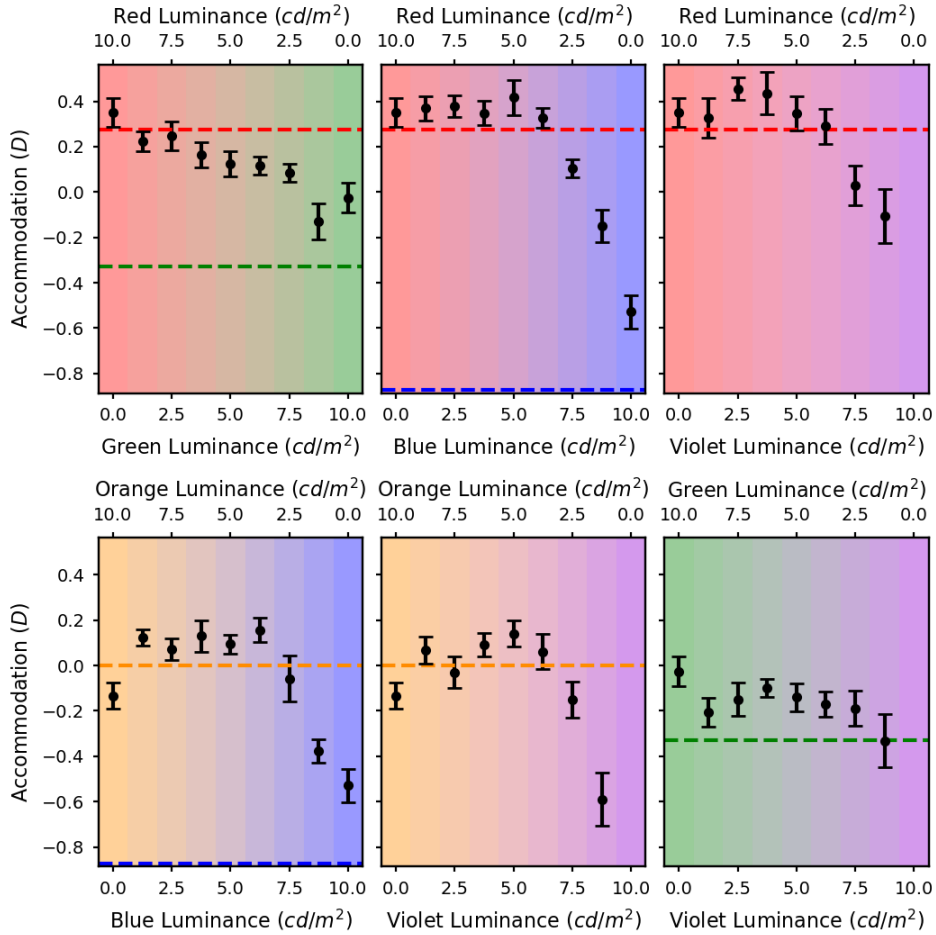 Red Luminance (cd/m²) Red Luminance (cd/m²) Red Luminance (cd/m²)
10.0 7.5 5.0 2.5 0.0 10.0 7.5 5.0 2.5 0.0 10.0 7.5 5.0 2.5 0.0
Accommodation (D)
0.4
0.2
0.0
−0.2
−0.4
−0.6
−0.8
0.0 2.5 5.0 7.5 10.0 0.0 2.5 5.0 7.5 10.0 0.0 2.5 5.0 7.5 10.0
Green Luminance (cd/m²) Blue Luminance (cd/m²) Violet Luminance (cd/m²)
Orange Luminance (cd/m²) Orange Luminance (cd/m²) Green Luminance (cd/m²)
10.0 7.5 5.0 2.5 0.0 10.0 7.5 5.0 2.5 0.0 10.0 7.5 5.0 2.5 0.0
Accommodation (D)
0.4
0.2
0.0
−0.2
−0.4
−0.6
−0.8
0.0 2.5 5.0 7.5 10.0 0.0 2.5 5.0 7.5 10.0 0.0 2.5 5.0 7.5 10.0
Blue Luminance (cd/m²) Violet Luminance (cd/m²) Violet Luminance (cd/m²)